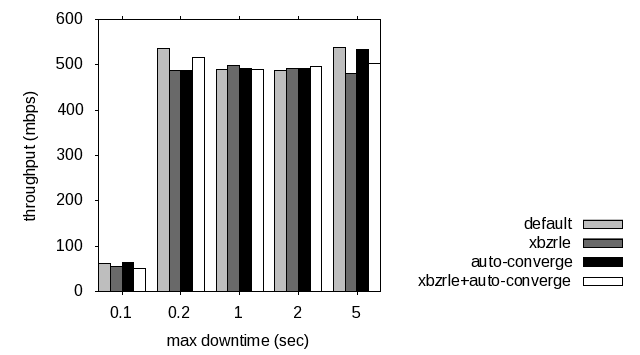 600
500
400
300
200
100
0
throughput (mbps)
0.1 0.2 1 2 5
max downtime (sec)
default
xbzrle
auto-converge
xbzrle+auto-converge